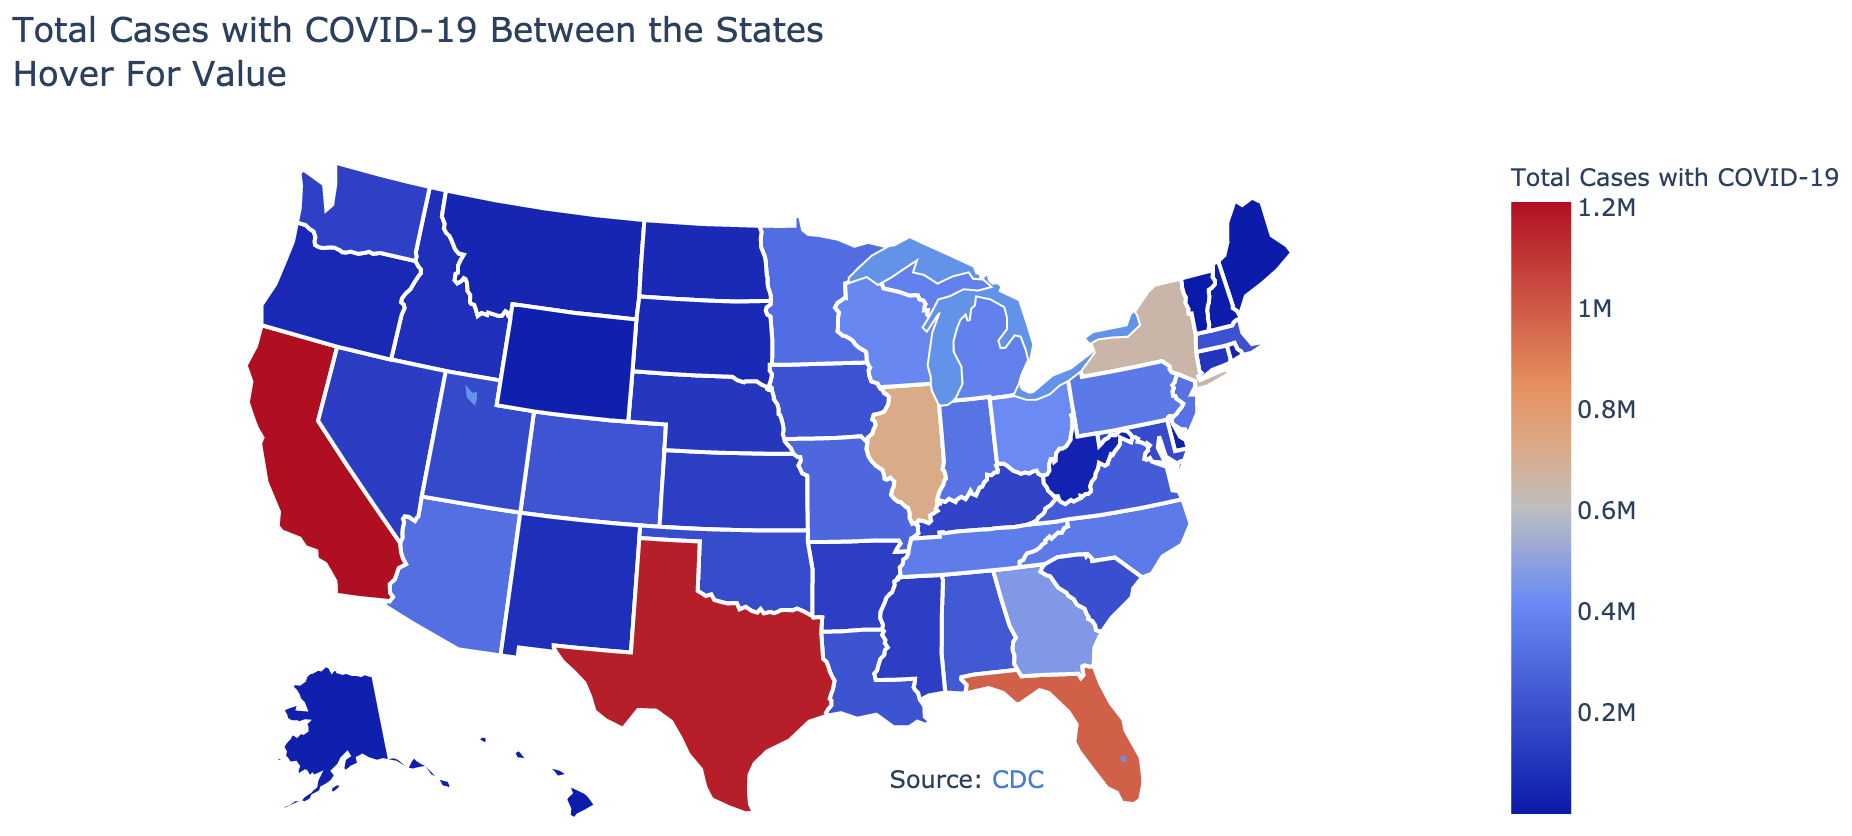 Total Cases with COVID-19 Between the States
Hover For Value
Total Cases with COVID-19
1.2M
1M
0.8M
0.6M
0.4M
0.2M
Source: CDC